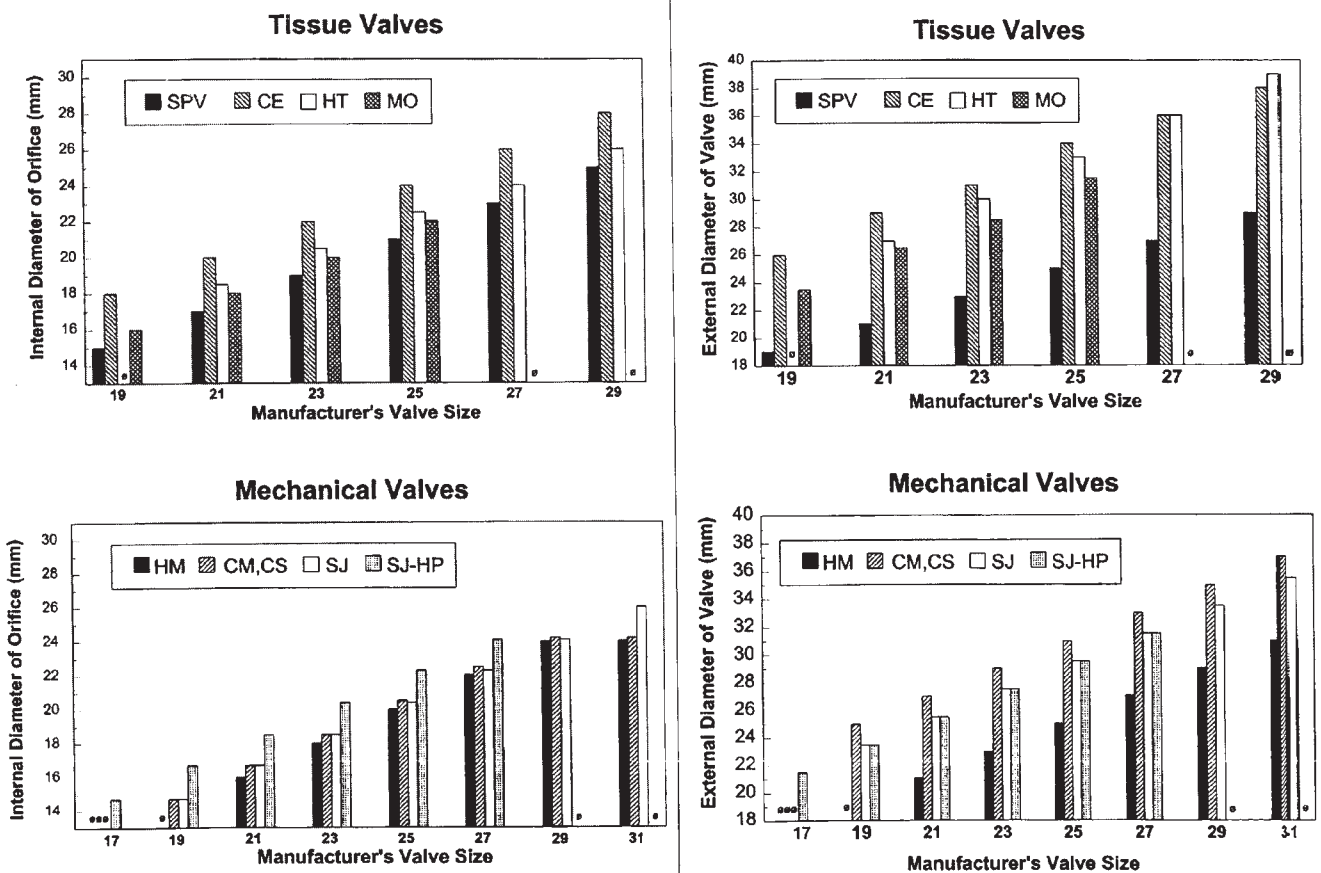 Tissue Valves
Internal Diameter of Orifice (mm)
30
28
26
24
22
20
18
16
14
SPV CE HT MO
19 21 23 25 27 29
Manufacturer's Valve Size
Tissue Valves
External Diameter of Valve (mm)
40
38
36
34
32
30
28
26
24
22
20
18
SPV CE HT MO
19 21 23 25 27 29
Manufacturer's Valve Size
Mechanical Valves
Internal Diameter of Orifice (mm)
30
28
26
24
22
20
18
16
14
HM CM,CS SJ SJ-HP
17 19 21 23 25 27 29 31
Manufacturer's Valve Size
Mechanical Valves
External Diameter of Valve (mm)
40
38
36
34
32
30
28
26
24
22
20
18
HM CM,CS SJ SJ-HP
17 19 21 23 25 27 29 31
Manufacturer's Valve Size